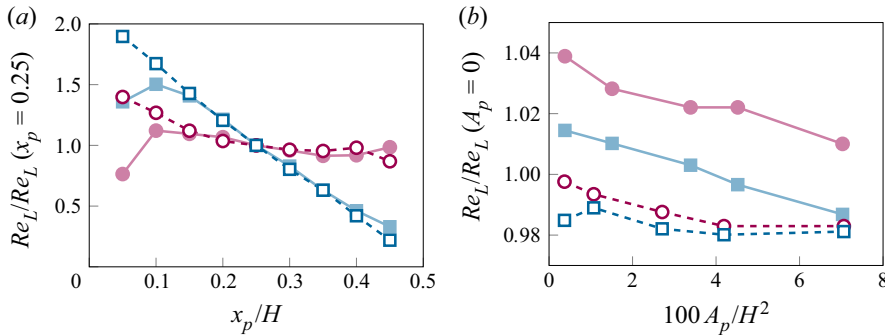 (a)
2.0
1.5
1.0
0.5
0
Re_L/Re_L (x_p = 0.25)
0.1 0.2 0.3 0.4 0.5
x_p/H
(b)
1.04
1.02
1.00
0.98
Re_L/Re_L (A_p = 0)
0 2 4 6 8
100 A_p/H^2